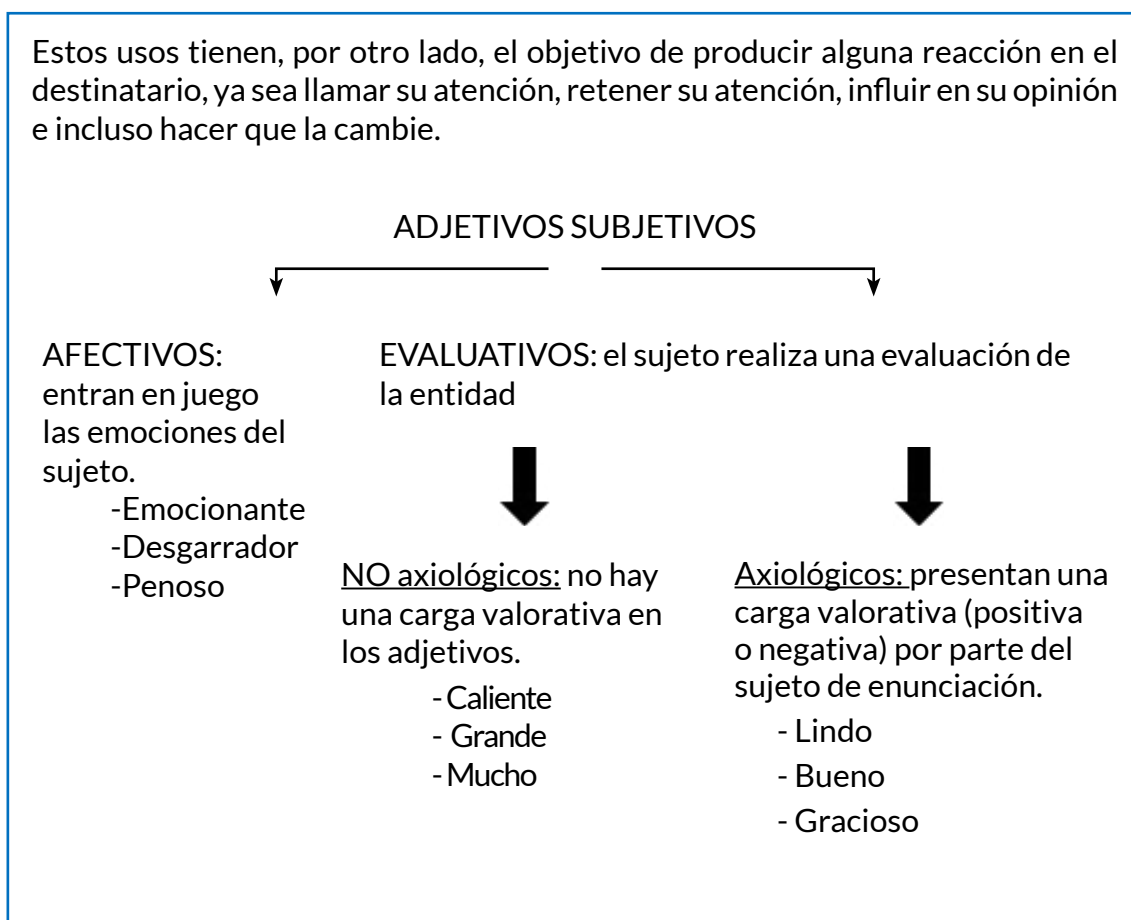 Estos usos tienen, por otro lado, el objetivo de producir alguna reacción en el
destinatario, ya sea llamar su atención, retener su atención, influir en su opinión
e incluso hacer que la cambie.
ADJETIVOS SUBJETIVOS
AFECTIVOS:
entran en juego
las emociones del
sujeto.
-Emocionante
-Desgarrador
-Penoso
EVALUATIVOS: el sujeto realiza una evaluación de
la entidad
NO axiológicos: no hay
una carga valorativa en
los adjetivos.
- Caliente
- Grande
- Mucho
Axiológicos: presentan una
carga valorativa (positiva
o negativa) por parte del
sujeto de enunciación.
- Lindo
- Bueno
- Gracioso